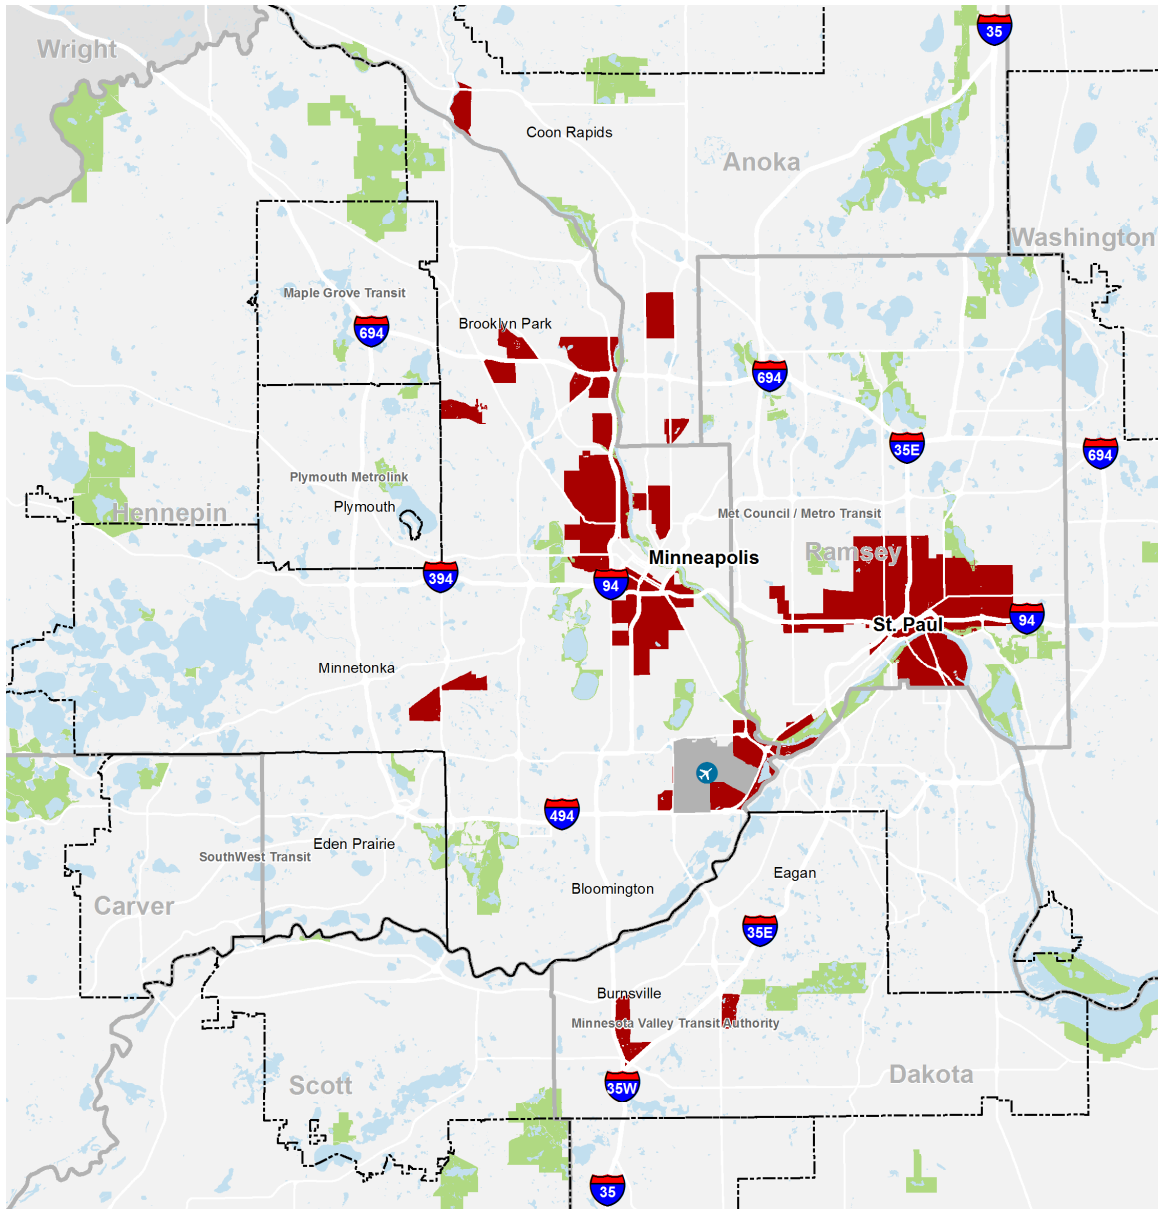 35
Wright
Coon Rapids
Anoka
Washington
Maple Grove Transit
Brooklyn Park
694
694
35E
694
Plymouth Metrolink
Plymouth
Hennepin
Met Council / Metro Transit
Ramsey
Minneapolis
394
94
94
St. Paul
Minnetonka
494
Eden Prairie
SouthWest Transit
Bloomington
Eagan
Carver
35E
Burnsville
Minnesota Valley Transit Authority
Scott
35W
Dakota
35